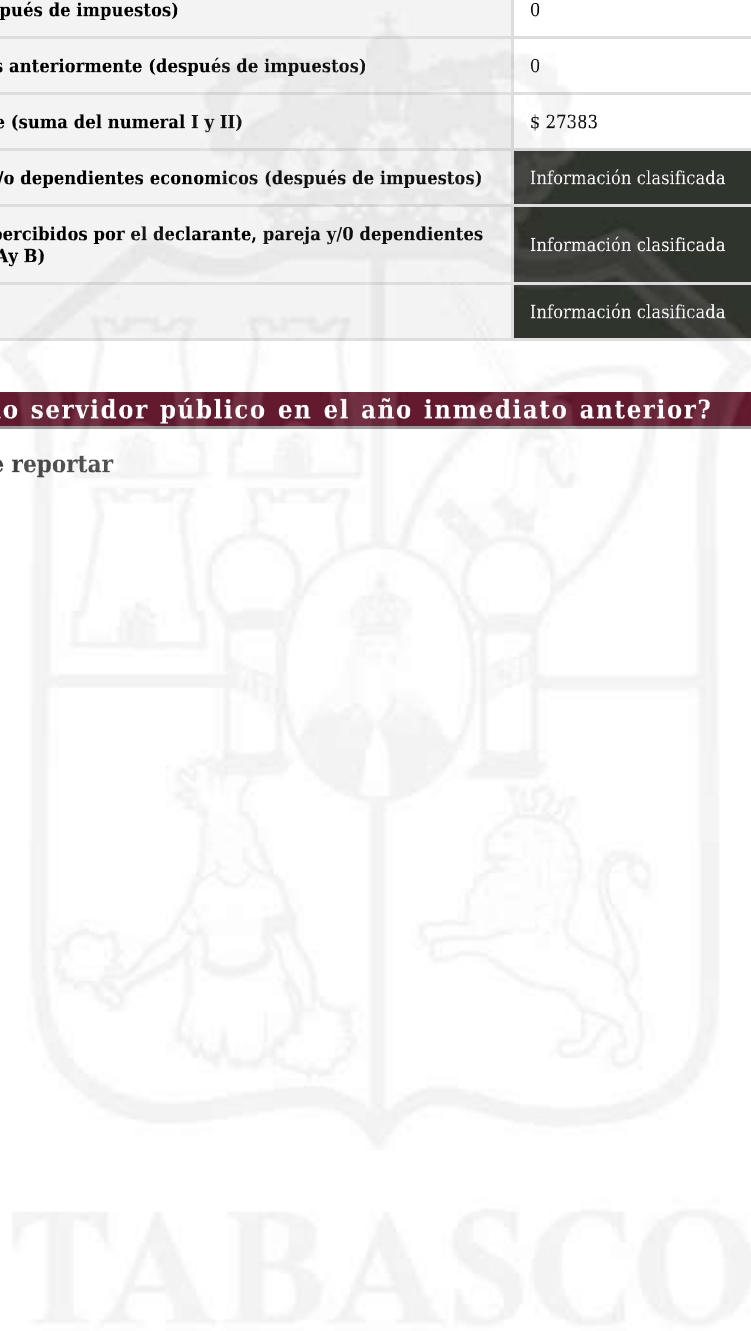 pués de impuestos)
0
s anteriormente (después de impuestos)
0
e (suma del numeral I y II)
$ 27383
/o dependientes economicos (después de impuestos)
Información clasificada
percibidos por el declarante, pareja y/0 dependientes
Ay B)
Información clasificada
Información clasificada
o servidor público en el año inmediato anterior?
e reportar
TABASCO